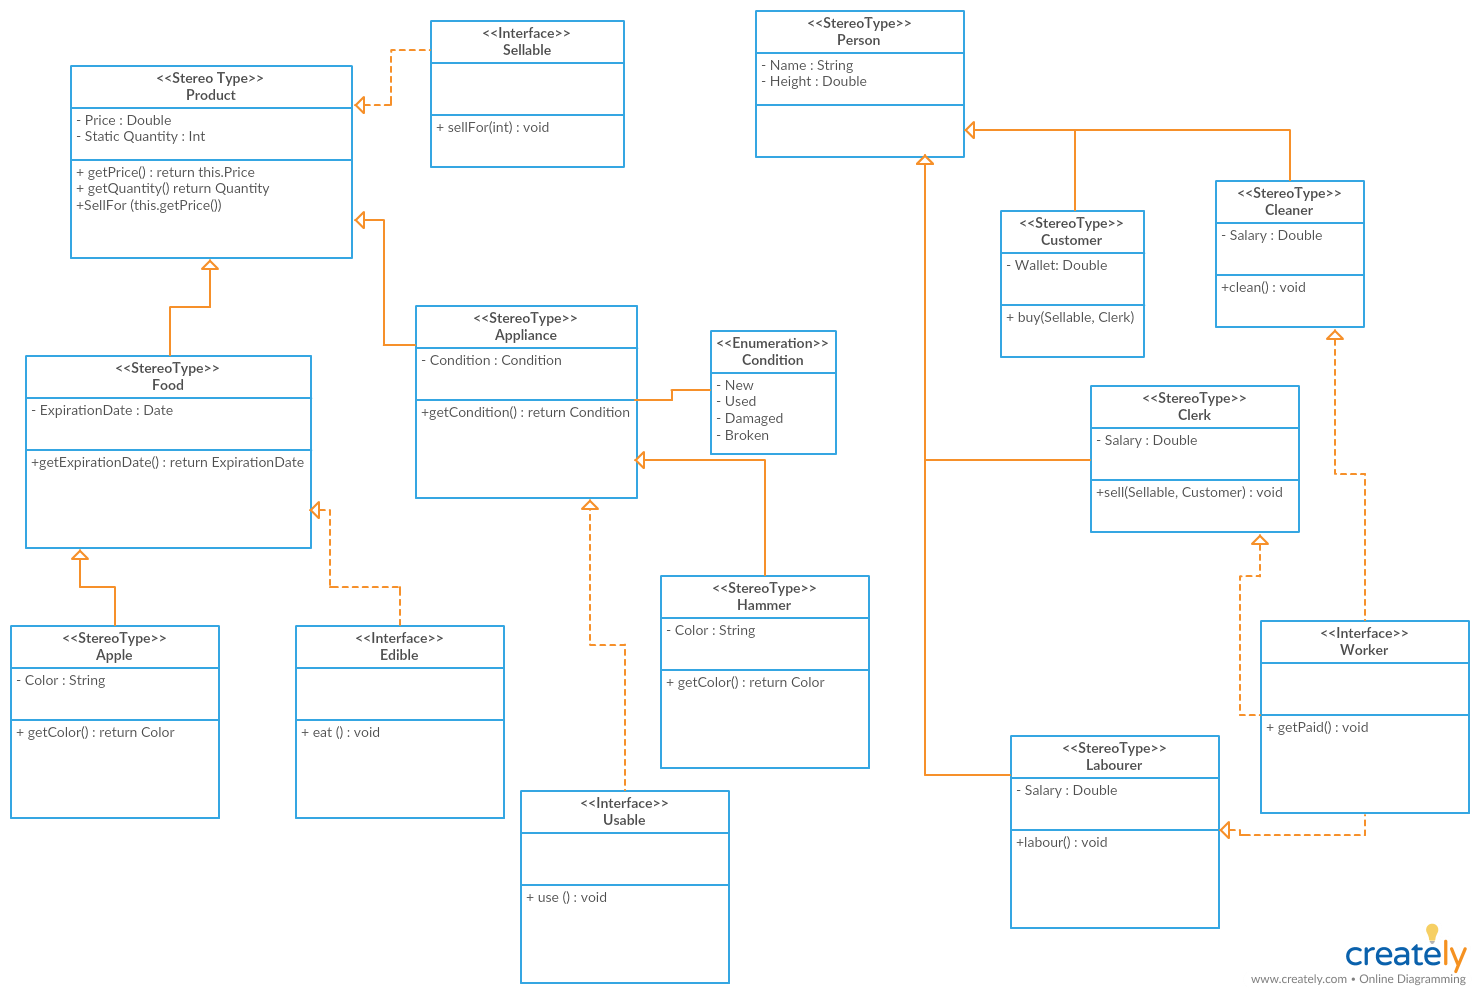 <<Interface>>
Sellable
+ sellFor(int) : void
<<StereoType>>
Person
- Name : String
- Height : Double
<<Stereo Type>>
Product
- Price : Double
- Static Quantity : Int
+ getPrice() : return this.Price
+ getQuantity() return Quantity
+SellFor (this.getPrice())
<<StereoType>>
Cleaner
- Salary : Double
+clean() : void
<<StereoType>>
Customer
- Wallet: Double
+ buy(Sellable, Clerk)
<<StereoType>>
Appliance
- Condition : Condition
+getCondition() : return Condition
<<Enumeration>>
Condition
- New
- Used
- Damaged
- Broken
<<StereoType>>
Food
- ExpirationDate : Date
+getExpirationDate() : return ExpirationDate
<<StereoType>>
Clerk
- Salary : Double
+sell(Sellable, Customer) : void
<<StereoType>>
Hammer
- Color : String
+ getColor() : return Color
<<StereoType>>
Apple
- Color : String
+ getColor() : return Color
<<Interface>>
Edible
+ eat () : void
<<Interface>>
Worker
+ getPaid() : void
<<StereoType>>
Labourer
- Salary : Double
+labour() : void
<<Interface>>
Usable
+ use () : void
creately
www.creately.com • Online Diagramming